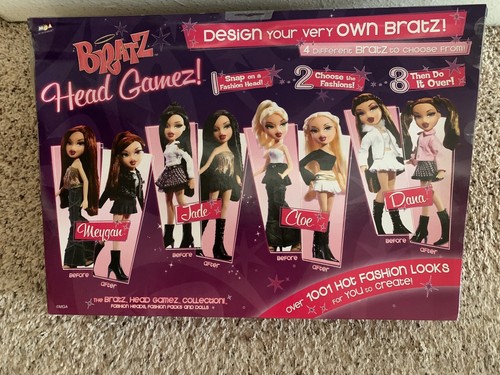 MGA
BRATZ
Head Gamez!
Design your very OWN Bratz!
4 Different Bratz to choose from!
1 Snap on a
Fashion Head!
2 Choose the
Fashions!
3 Then Do
It Over!
Meygan
Before
After
Jade
Before
After
Cloe
Before
After
Dana
Before
After
The Bratz Head Gamez Collection!
Fashion Heads, Fashion Packs and Dolls
Over 1001 Hot Fashion Looks
for you to create!
©MGA